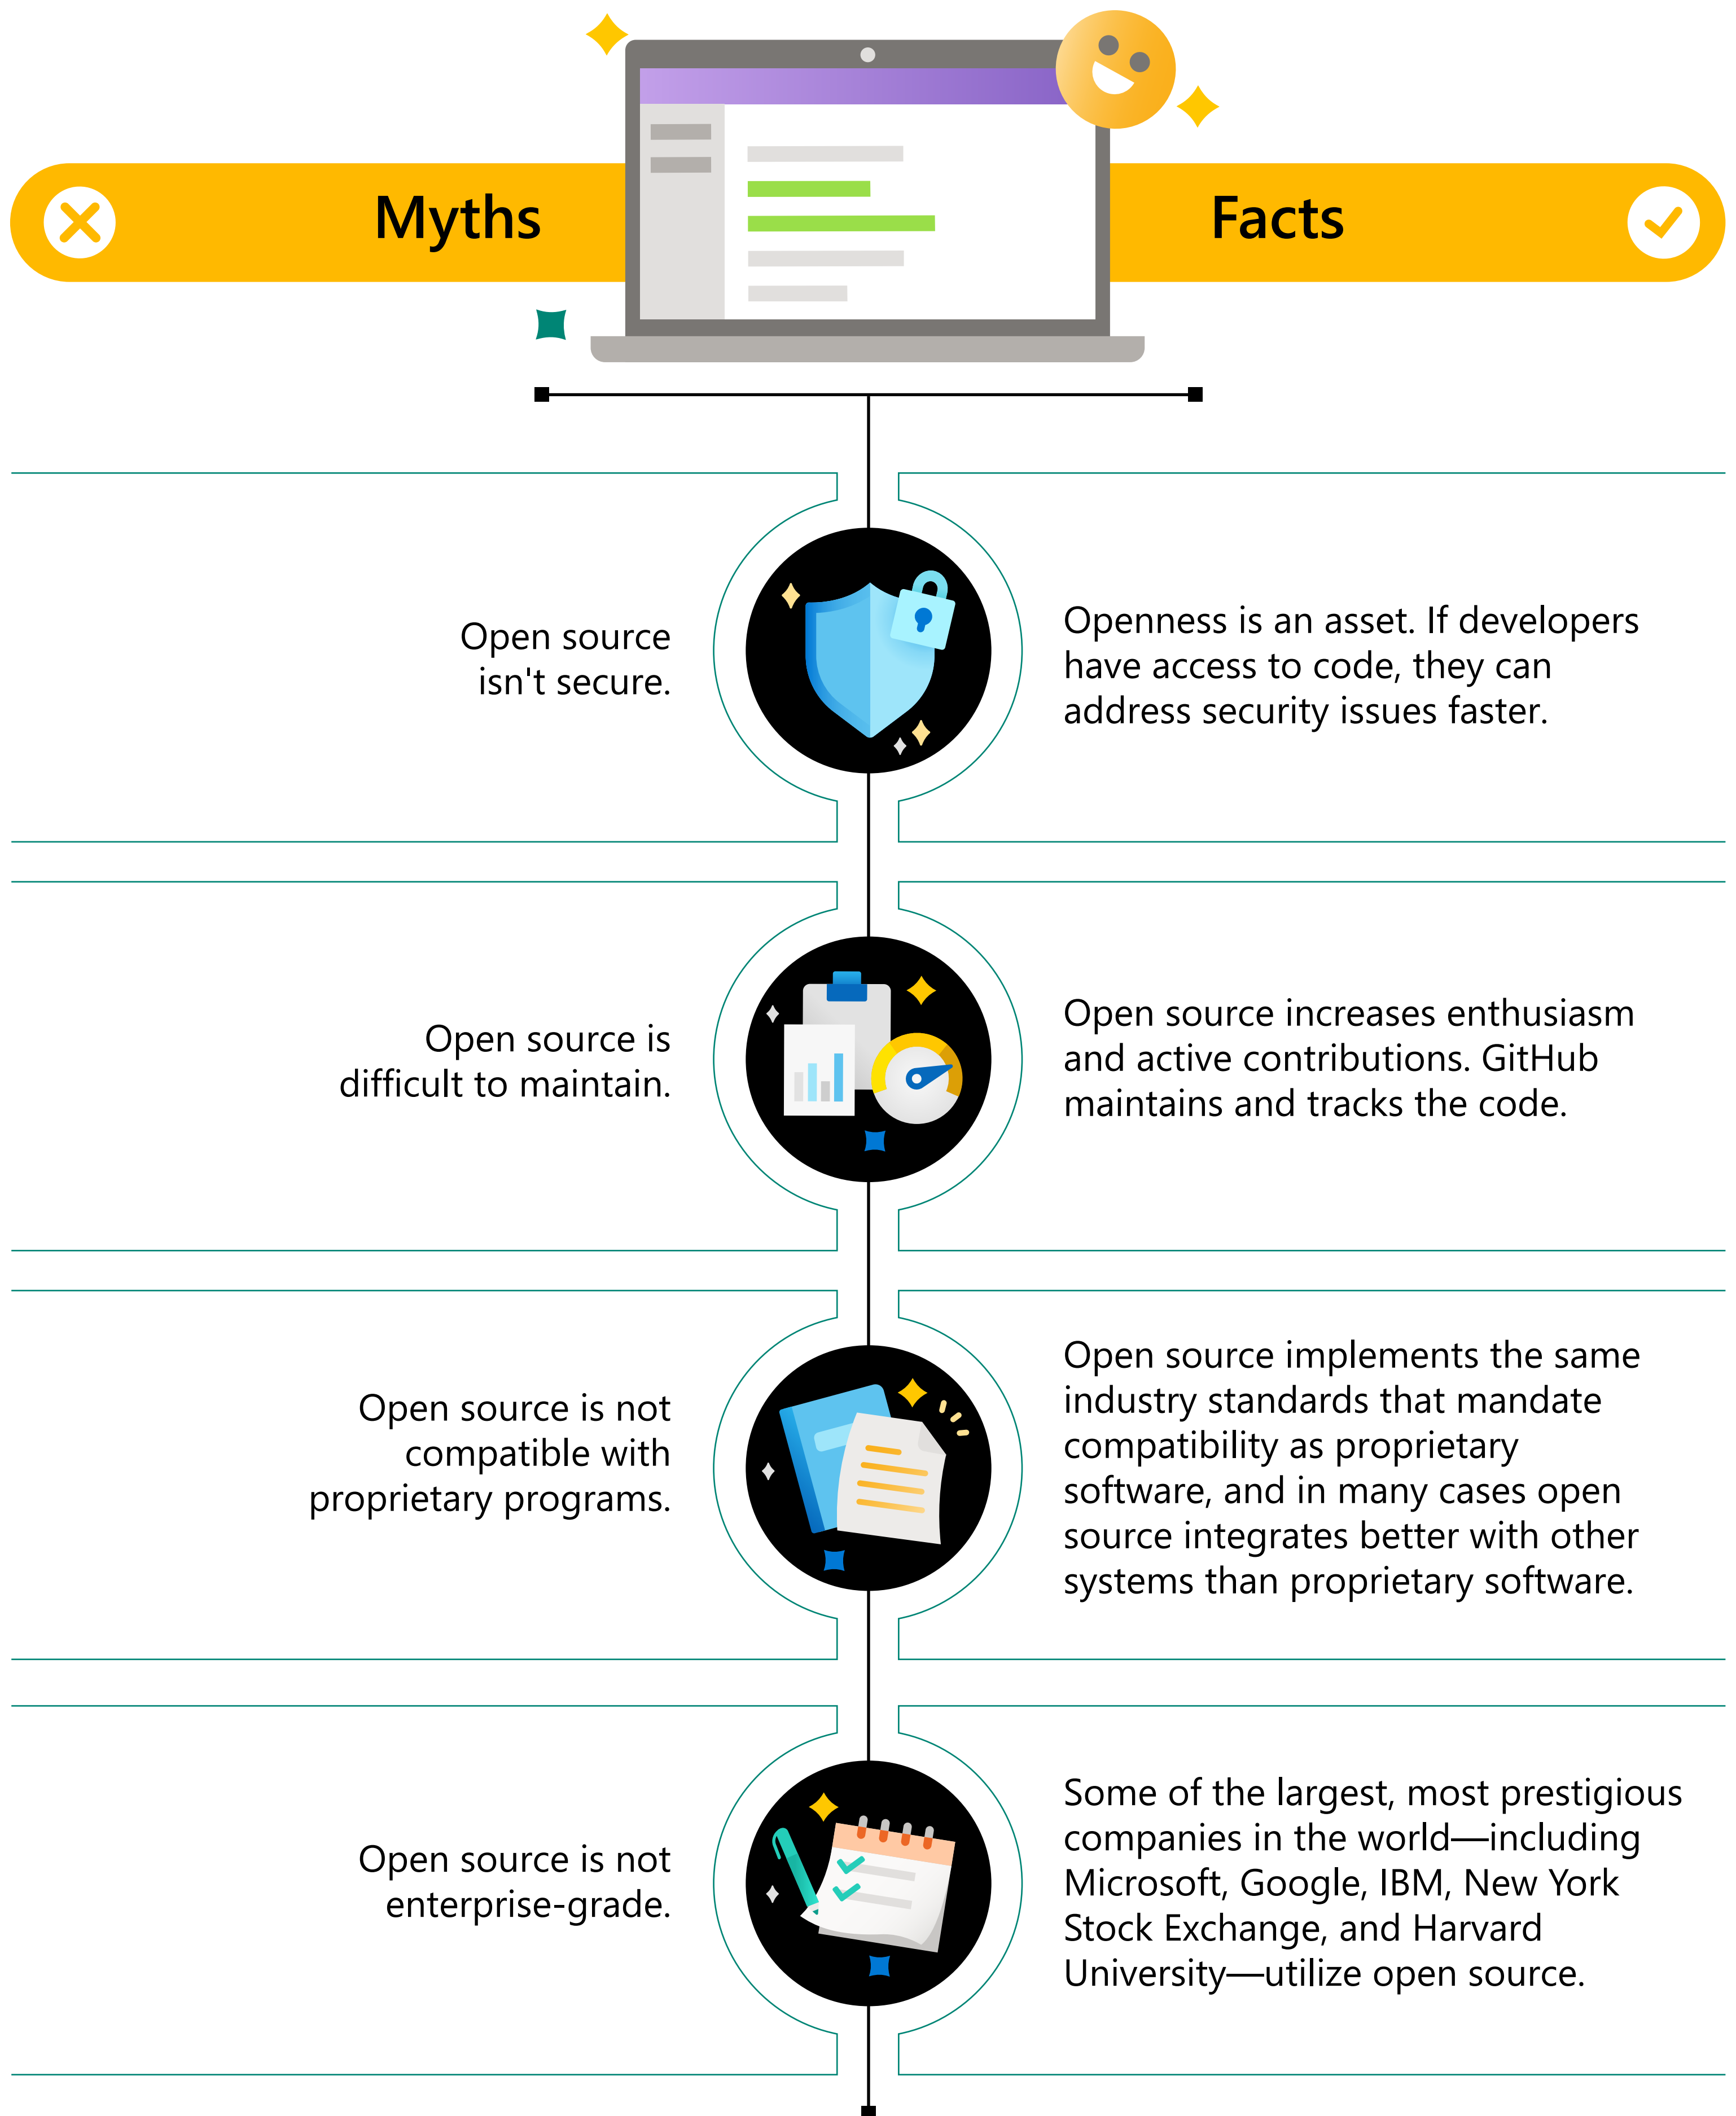 Myths
Facts
Open source
isn't secure.
Openness is an asset. If developers
have access to code, they can
address security issues faster.
Open source is
difficult to maintain.
Open source increases enthusiasm
and active contributions. GitHub
maintains and tracks the code.
Open source is not
compatible with
proprietary programs.
Open source implements the same
industry standards that mandate
compatibility as proprietary
software, and in many cases open
source integrates better with other
systems than proprietary software.
Open source is not
enterprise-grade.
Some of the largest, most prestigious
companies in the world—including
Microsoft, Google, IBM, New York
Stock Exchange, and Harvard
University—utilize open source.